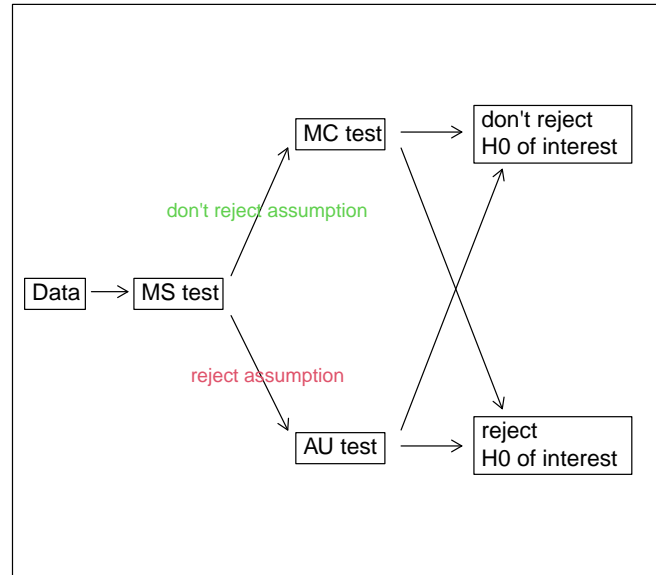 don't reject
H0 of interest
MC test
don't reject assumption
Data
MS test
reject assumption
AU test
reject
H0 of interest